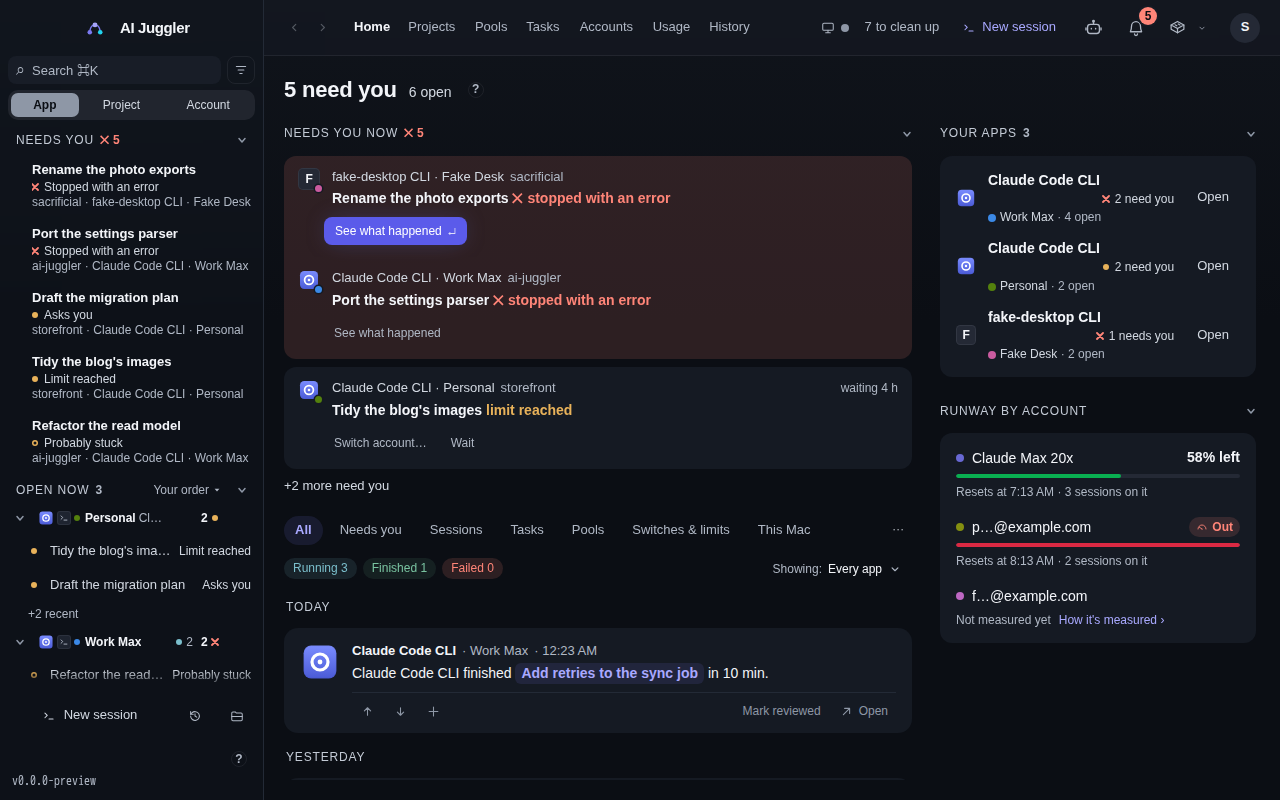 AI Juggler
Search ⌘K
App Project Account
NEEDS YOU 5
Rename the photo exports
Stopped with an error
sacrificial · fake-desktop CLI · Fake Desk
Port the settings parser
Stopped with an error
ai-juggler · Claude Code CLI · Work Max
Draft the migration plan
Asks you
storefront · Claude Code CLI · Personal
Tidy the blog's images
Limit reached
storefront · Claude Code CLI · Personal
Refactor the read model
Probably stuck
ai-juggler · Claude Code CLI · Work Max
OPEN NOW 3 Your order
Personal Cl… 2
Tidy the blog's ima… Limit reached
Draft the migration plan Asks you
+2 recent
Work Max 2 2
Refactor the read… Probably stuck
New session
?
v0.0.0-preview
Home Projects Pools Tasks Accounts Usage History
7 to clean up
New session
5
S
5 need you 6 open ?
NEEDS YOU NOW 5
F
fake-desktop CLI · Fake Desk sacrificial
Rename the photo exports stopped with an error
See what happened
Claude Code CLI · Work Max ai-juggler
Port the settings parser stopped with an error
See what happened
Claude Code CLI · Personal storefront waiting 4 h
Tidy the blog's images limit reached
Switch account… Wait
+2 more need you
All Needs you Sessions Tasks Pools Switches & limits This Mac ···
Running 3 Finished 1 Failed 0
Showing: Every app
TODAY
Claude Code CLI · Work Max · 12:23 AM
Claude Code CLI finished Add retries to the sync job in 10 min.
Mark reviewed Open
YESTERDAY
YOUR APPS 3
Claude Code CLI
2 need you
Work Max · 4 open
Open
Claude Code CLI
2 need you
Personal · 2 open
Open
F
fake-desktop CLI
1 needs you
Fake Desk · 2 open
Open
RUNWAY BY ACCOUNT
Claude Max 20x 58% left
Resets at 7:13 AM · 3 sessions on it
p…@example.com Out
Resets at 8:13 AM · 2 sessions on it
f…@example.com
Not measured yet How it's measured ›